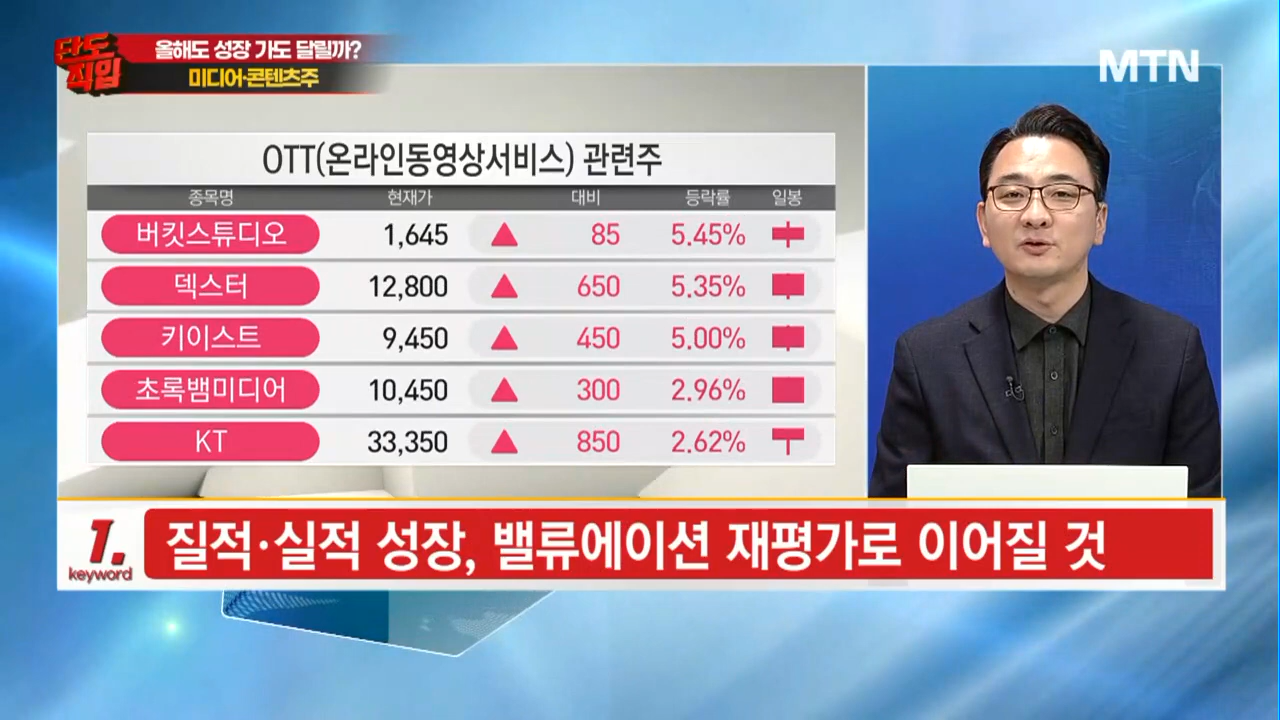 단도
직입
올해도 성장 가도 달릴까?
미디어·콘텐츠주
MTN
OTT(온라인동영상서비스) 관련주
종목명 현재가 대비 등락률 일봉
버킷스튜디오 1,645 ▲ 85 5.45%
덱스터 12,800 ▲ 650 5.35%
키이스트 9,450 ▲ 450 5.00%
초록뱀미디어 10,450 ▲ 300 2.96%
KT 33,350 ▲ 850 2.62%
1.
keyword
질적·실적 성장, 밸류에이션 재평가로 이어질 것